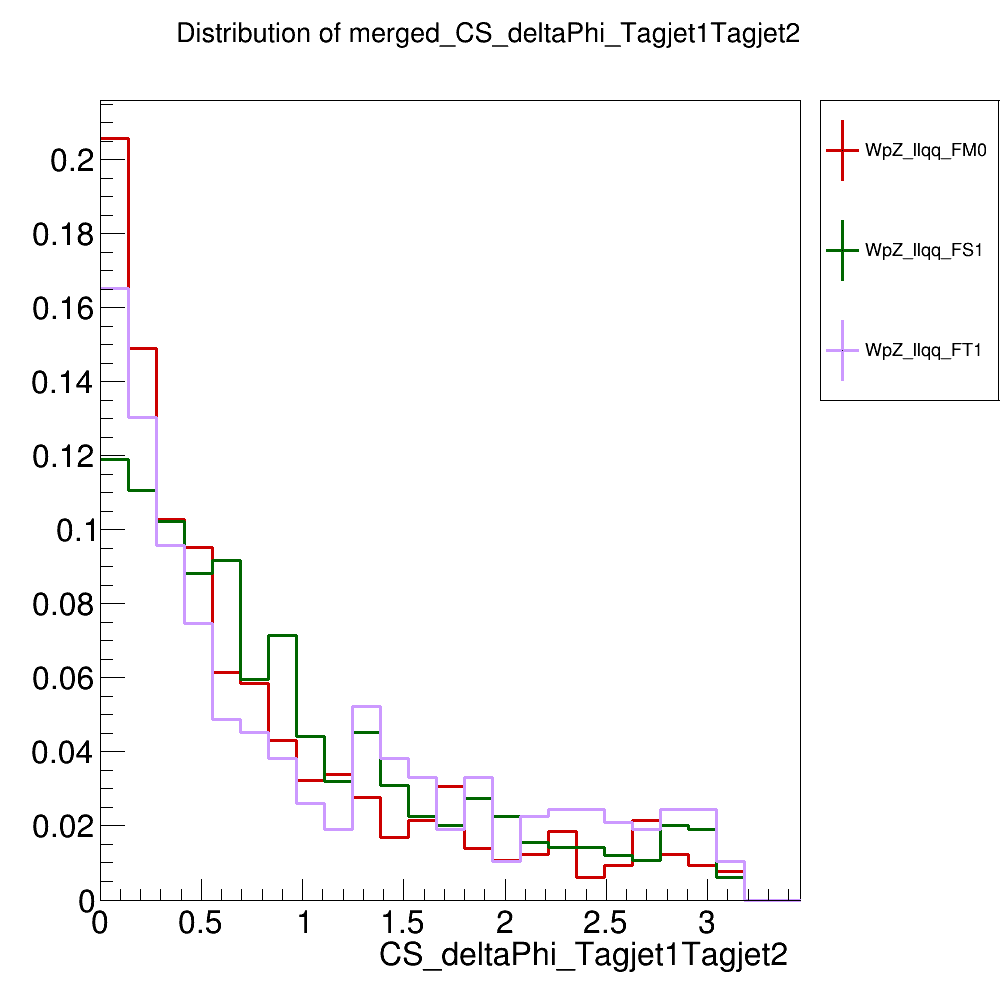 Distribution of merged_CS_deltaPhi_Tagjet1Tagjet2
WpZ_llqq_FM0
WpZ_llqq_FS1
WpZ_llqq_FT1
0.2
0.18
0.16
0.14
0.12
0.1
0.08
0.06
0.04
0.02
0
0 0.5 1 1.5 2 2.5 3
CS_deltaPhi_Tagjet1Tagjet2